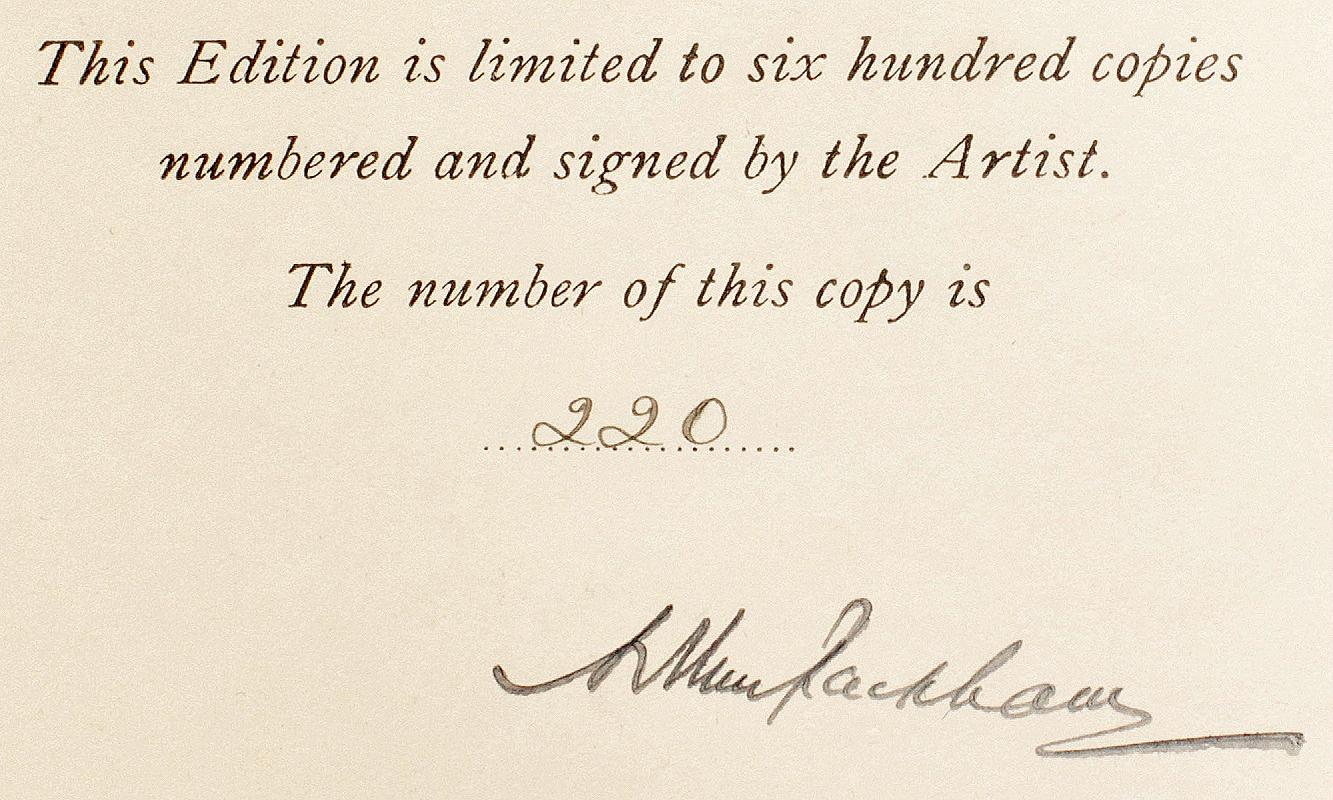 This Edition is limited to six hundred copies
numbered and signed by the Artist.
The number of this copy is
220
Arthur Rackham